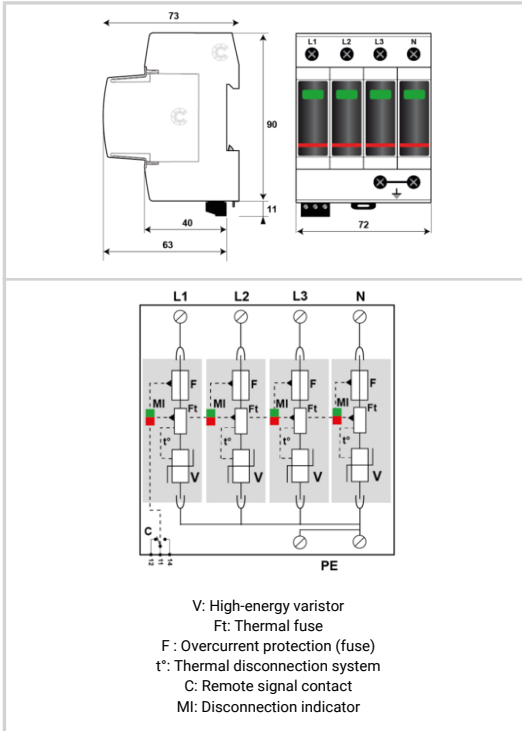 73
L1 L2 L3 N
90
11
40
63
72
L1 L2 L3 N
F F F F
MI MI MI MI
Ft Ft Ft Ft
t° t° t° t°
V V V V
C
12 11 14
PE
V: High-energy varistor
Ft: Thermal fuse
F : Overcurrent protection (fuse)
t°: Thermal disconnection system
C: Remote signal contact
MI: Disconnection indicator